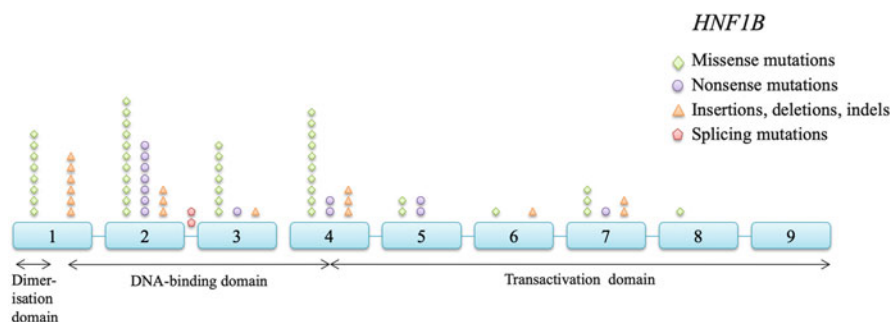 HNF1B
Missense mutations
Nonsense mutations
Insertions, deletions, indels
Splicing mutations
1 2 3 4 5 6 7 8 9
Dimer-
isation
domain
DNA-binding domain
Transactivation domain